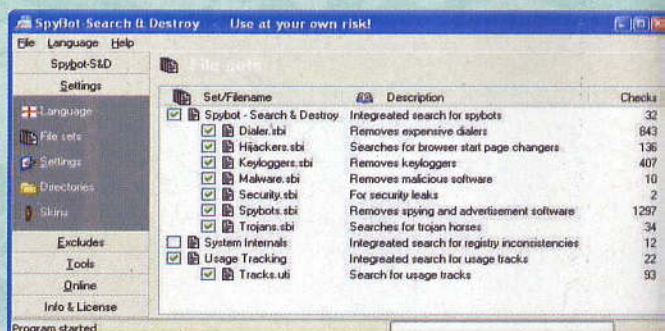 SpyBot-Search & Destroy - Use at your own risk!
File Language Help
Spybot-S&D
Settings
Language
File sets
Settings
Directories
Skins
Excludes
Tools
Online
Info & License
File sets
Set/Filename Description Checks
Spybot - Search & Destroy Integreated search for spybots 32
Dialer.sbi Removes expensive dialers 843
Hijackers.sbi Searches for browser start page changers 136
Keyloggers.sbi Removes keyloggers 407
Malware.sbi Removes malicious software 10
Security.sbi For security leaks 2
Spybots.sbi Removes spying and advertisement software 1297
Trojans.sbi Searches for trojan horses 34
System Internals Integreated search for registry inconsistencies 12
Usage Tracking Integreated search for usage tracks 22
Tracks.uti Search for usage tracks 93
Program started